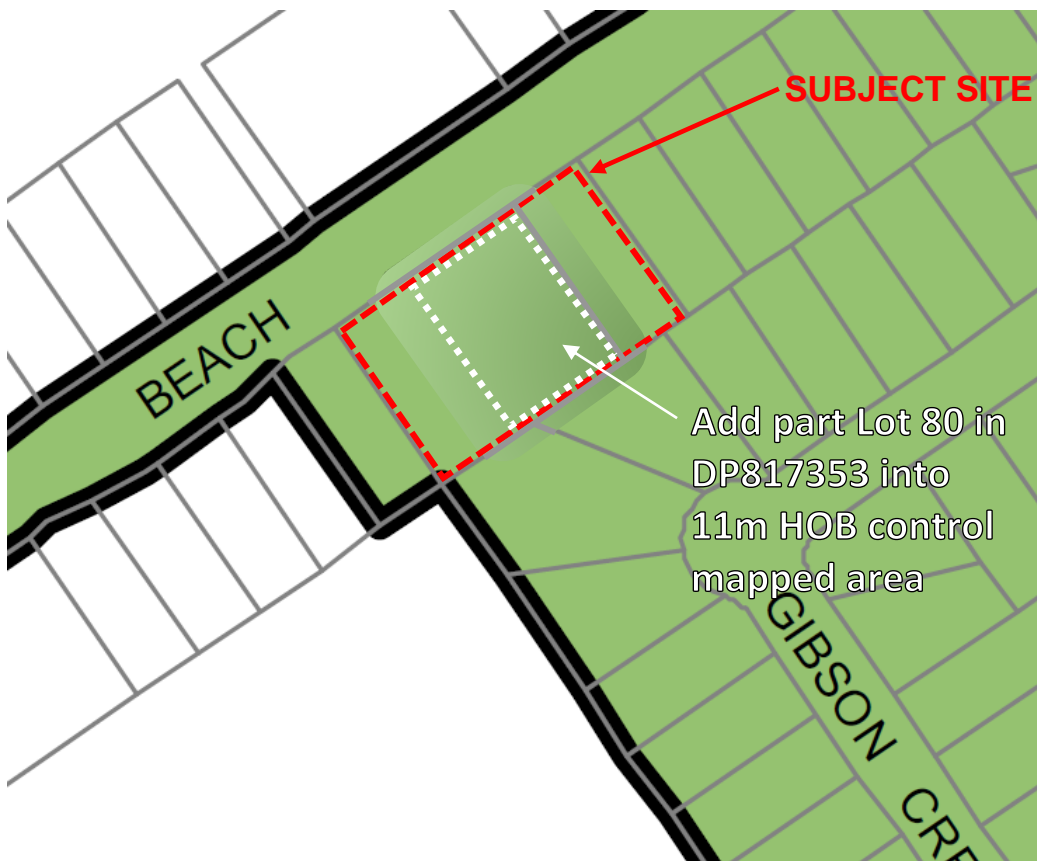 SUBJECT SITE
BEACH
Add part Lot 80 in
DP817353 into
11m HOB control
mapped area
GIBSON CRE